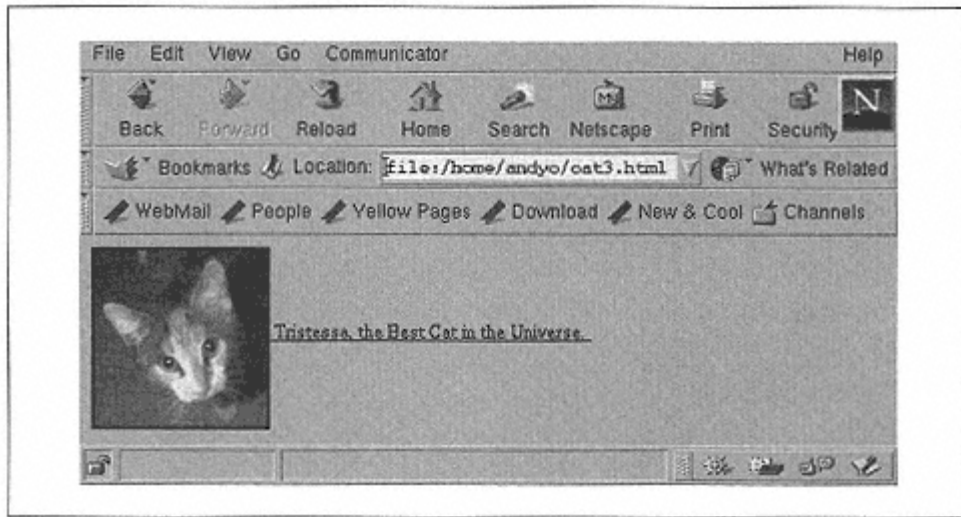 File Edit View Go Communicator Help
Back Forward Reload Home Search Netscape Print Security N
Bookmarks Location: file:/home/andyo/cat3.html What's Related
WebMail People Yellow Pages Download New & Cool Channels
Tristessa, the Best Cat in the Universe.